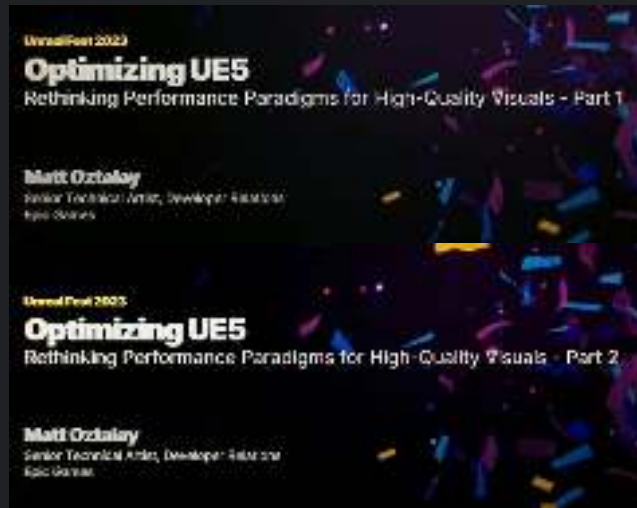 Unreal Fest 2023
Optimizing UE5
Rethinking Performance Paradigms for High-Quality Visuals - Part 1
Matt Oztalay
Senior Technical Artist, Developer Relations
Epic Games
Unreal Fest 2023
Optimizing UE5
Rethinking Performance Paradigms for High-Quality Visuals - Part 2
Matt Oztalay
Senior Technical Artist, Developer Relations
Epic Games